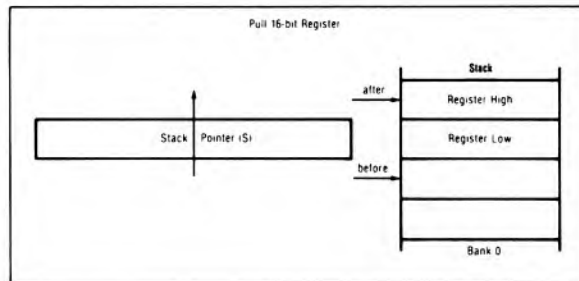 Pull 16-bit Register
Stack
after
Register High
Stack Pointer (S)
Register Low
before
Bank 0